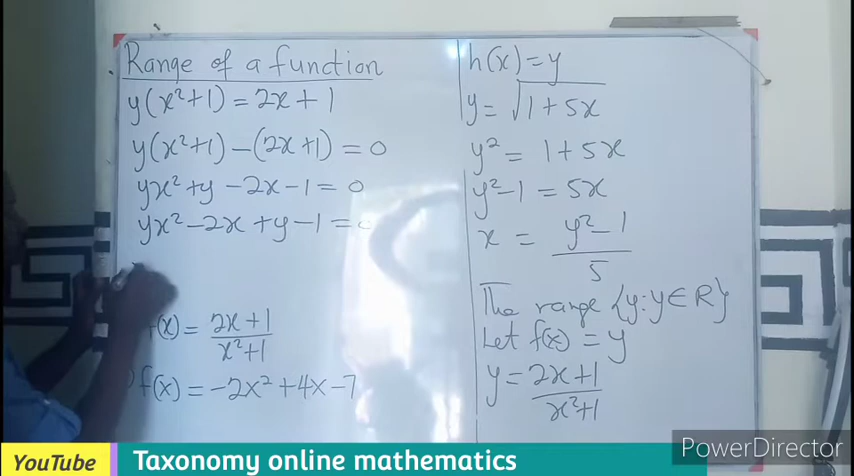 Range of a function
y(x²+1) = 2x+1
y(x²+1) -(2x+1) = 0
yx²+y -2x-1 = 0
yx²-2x+y-1 = 0
f(x) = (2x+1)/(x²+1)
) f(x) = -2x²+4x-7
h(x) = y
y = √(1+5x)
y² = 1+5x
y²-1 = 5x
x = (y²-1)/5
The range {y: y∈R}
Let f(x) = y
y = (2x+1)/(x²+1)
PowerDirector
YouTube Taxonomy online mathematics